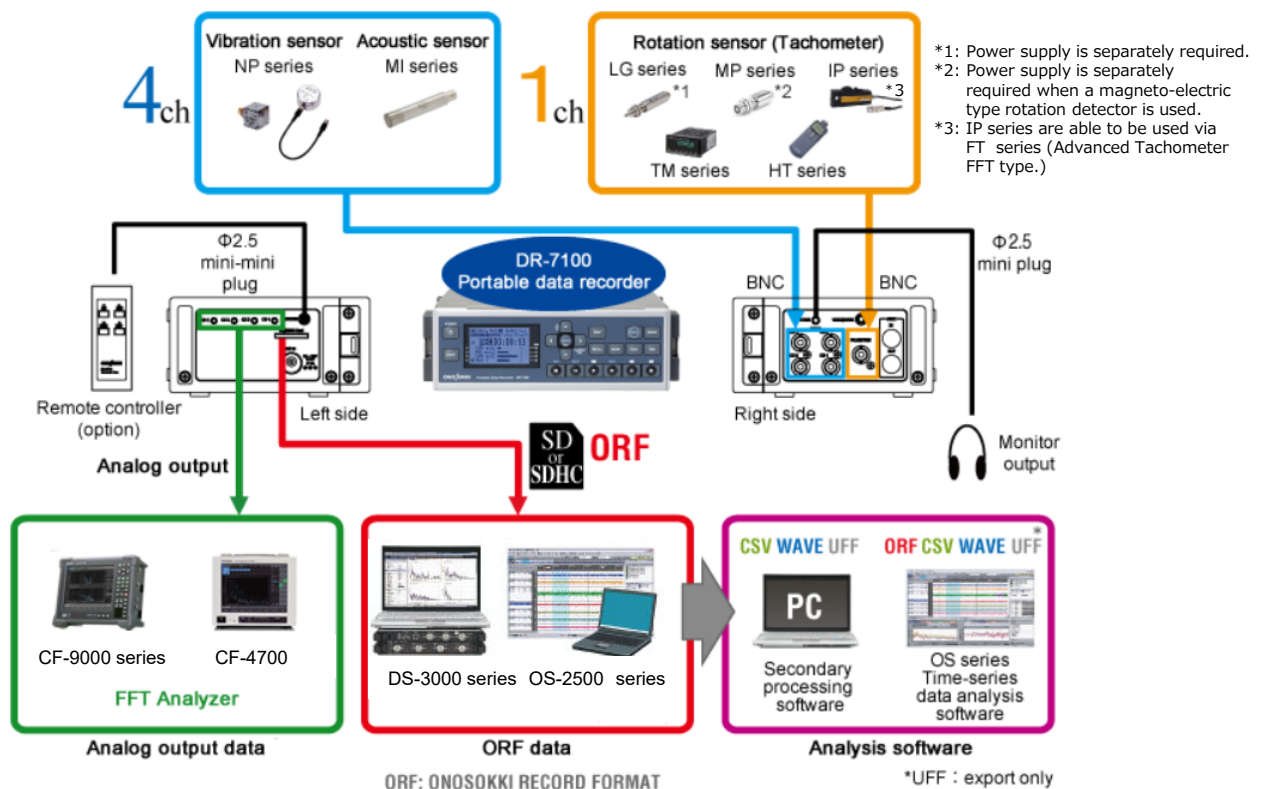 Vibration sensor
NP series
Acoustic sensor
MI series
4ch
Rotation sensor (Tachometer)
LG series
*1
MP series
*2
IP series
*3
TM series
HT series
1ch
*1: Power supply is separately required.
*2: Power supply is separately
required when a magneto-electric
type rotation detector is used.
*3: IP series are able to be used via
FT series (Advanced Tachometer
FFT type.)
Φ2.5
mini-mini
plug
DR-7100
Portable data recorder
BNC
BNC
Φ2.5
mini plug
Remote controller
(option)
Left side
Right side
Monitor
output
Analog output
SD
or
SDHC
ORF
CF-9000 series
CF-4700
FFT Analyzer
Analog output data
DS-3000 series
OS-2500 series
ORF data
ORF: ONOSOKKI RECORD FORMAT
CSV WAVE UFF
PC
Secondary
processing
software
ORF CSV WAVE UFF*
OS series
Time-series
data analysis
software
Analysis software
*UFF : export only